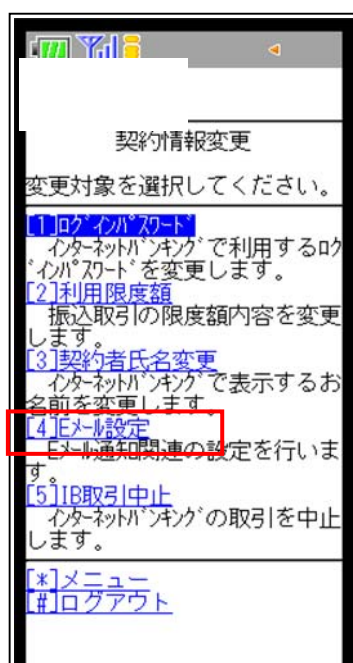 契約情報変更
変更対象を選択してください。
[1]ﾛｸﾞｲﾝﾊﾟｽﾜｰﾄﾞ
ｲﾝﾀｰﾈｯﾄﾊﾞﾝｷﾝｸﾞで利用するﾛｸ
ﾞｲﾝﾊﾟｽﾜｰﾄﾞを変更します。
[2]利用限度額
振込取引の限度額内容を変更
します。
[3]契約者氏名変更
ｲﾝﾀｰﾈｯﾄﾊﾞﾝｷﾝｸﾞで表示するお
名前を変更します。
[4]Eﾒｰﾙ設定
Eﾒｰﾙ通知関連の設定を行いま
す。
[5]IB取引中止
ｲﾝﾀｰﾈｯﾄﾊﾞﾝｷﾝｸﾞの取引を中止
します。
[*]メニュー
[#]ログアウト